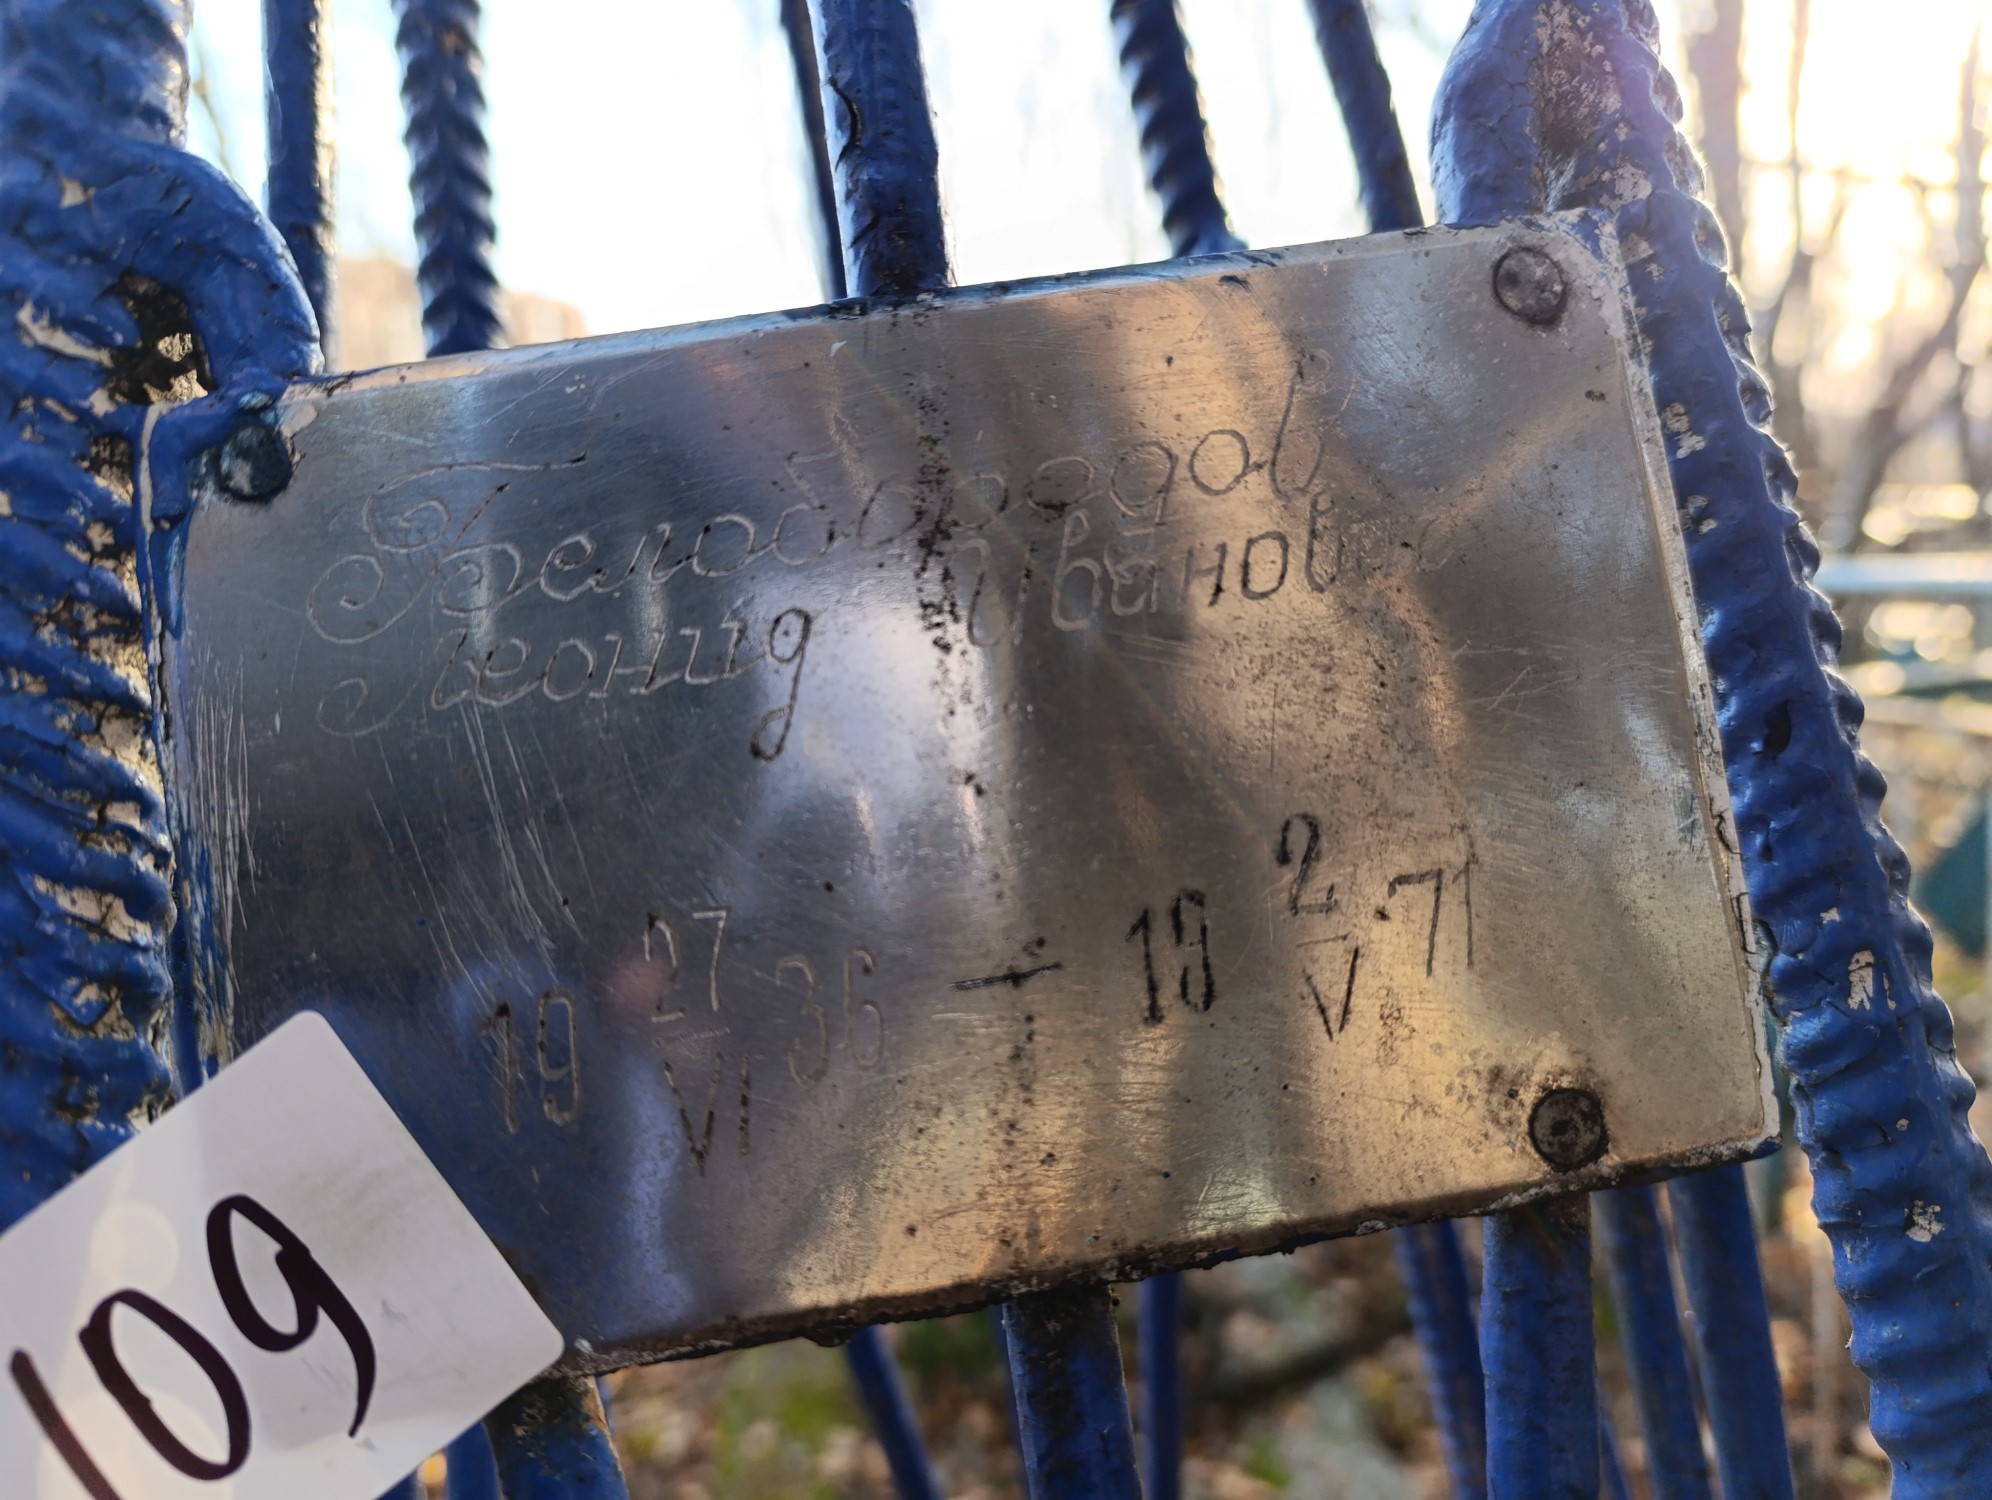 Белобородов
Леонид Иванович
19 27/VI 36 — 19 2/V 71
109